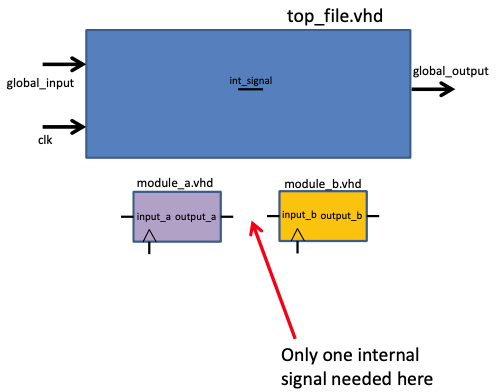 top_file.vhd
global_input
int_signal
global_output
clk
module_a.vhd
module_b.vhd
input_a output_a
input_b output_b
Only one internal
signal needed here